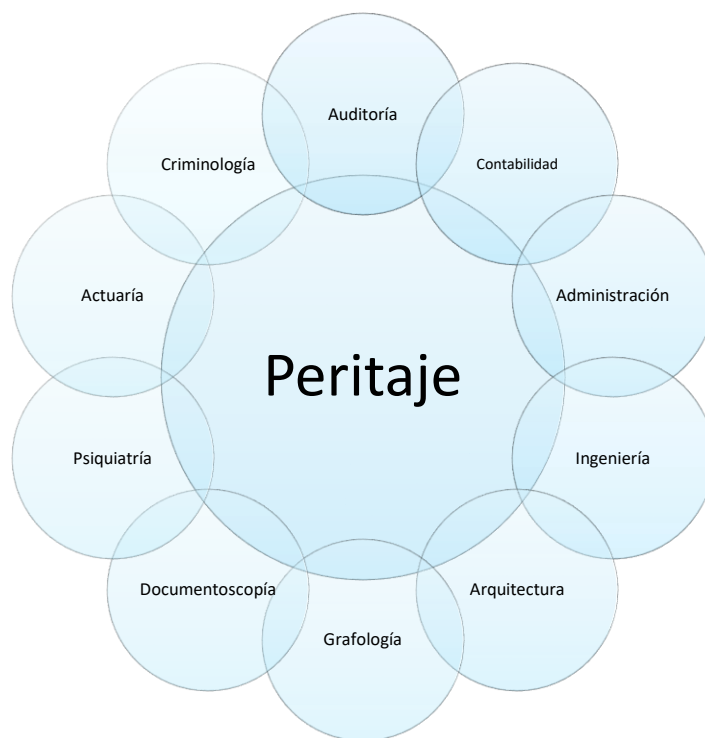 Auditoría
Contabilidad
Criminología
Administración
Actuaría
Peritaje
Ingeniería
Psiquiatría
Arquitectura
Documentoscopía
Grafología